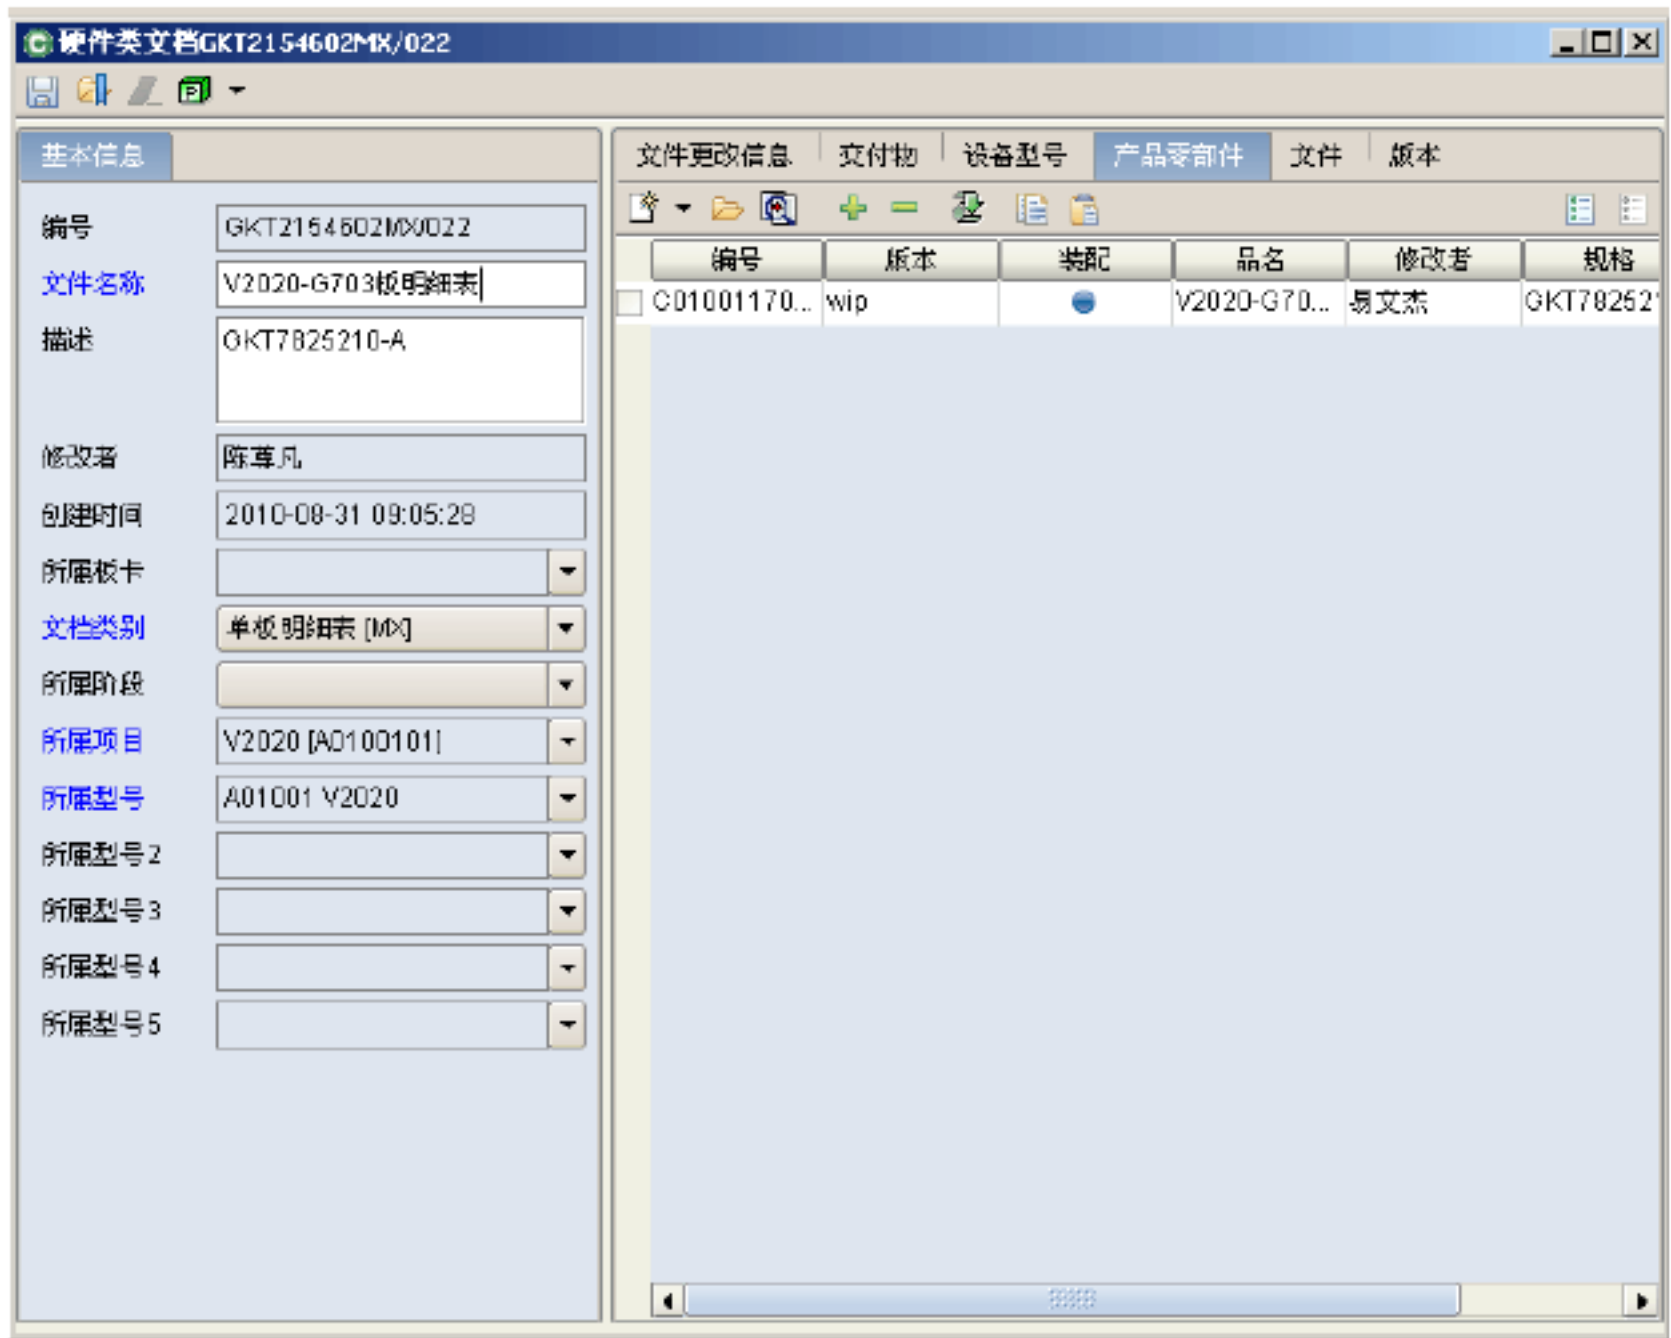 硬件类文档GKT2154602MX/022
基本信息
编号 GKT2154602MX/022
文件名称 V2020-G703板明细表
描述 GKT7825210-A
修改者 陈尊凡
创建时间 2010-08-31 09:05:28
所属板卡
文档类别 单板明细表 [MX]
所属阶段
所属项目 V2020 [A0100101]
所属型号 A01001 V2020
所属型号2
所属型号3
所属型号4
所属型号5
文件更改信息 交付物 设备型号 产品零部件 文件 版本
编号 版本 装配 品名 修改者 规格
C01001170... wip V2020-G70... 易文杰 GKT78252